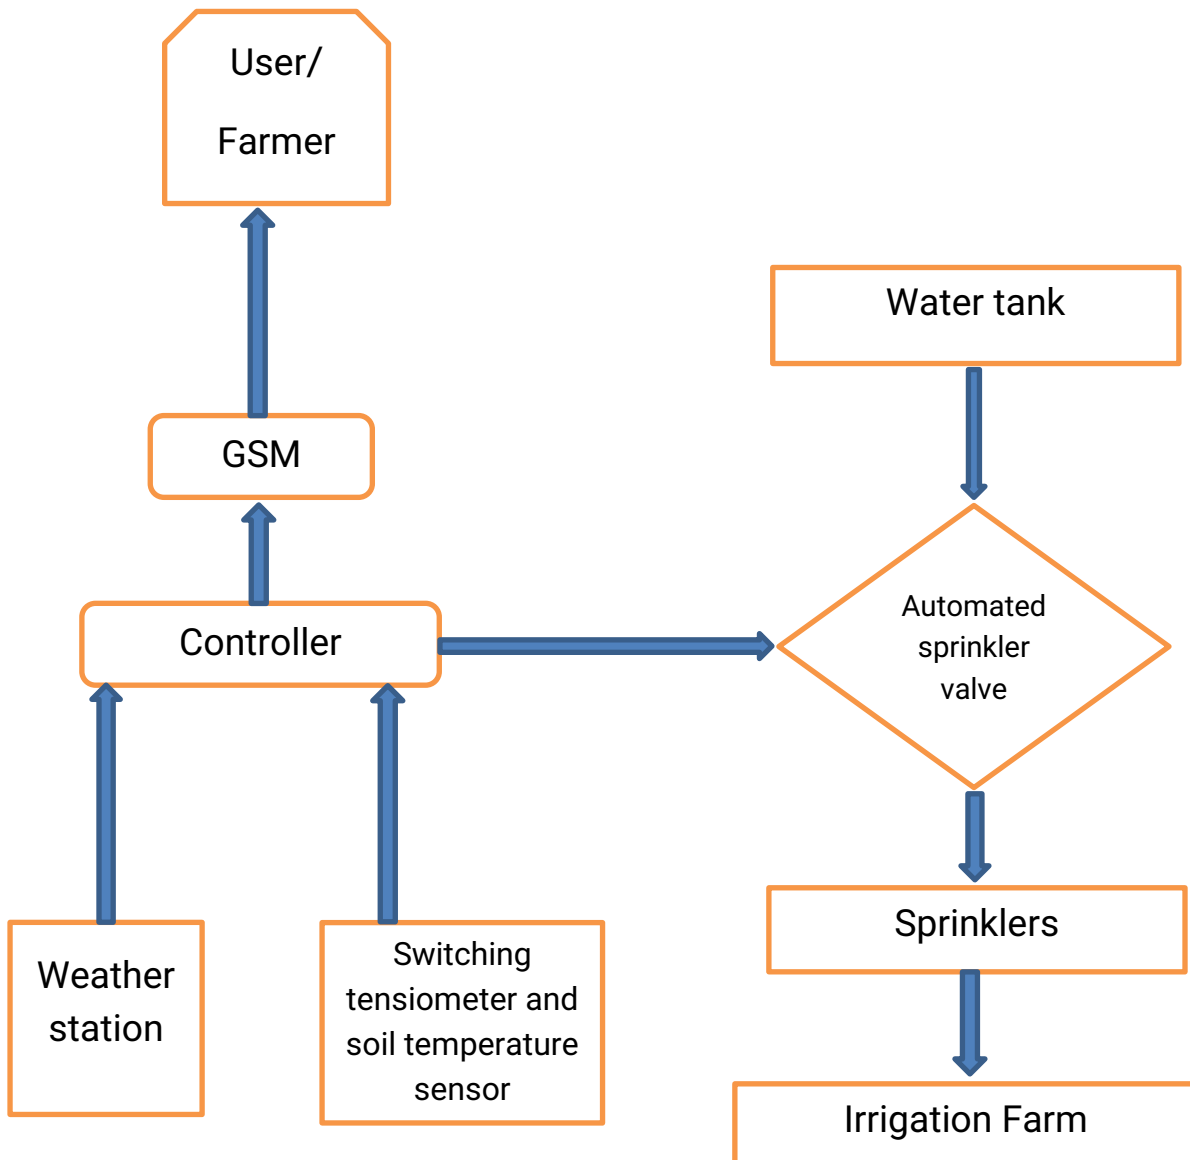 User/
Farmer
Water tank
GSM
Automated
sprinkler
valve
Controller
Sprinklers
Weather
station
Switching
tensiometer and
soil temperature
sensor
Irrigation Farm